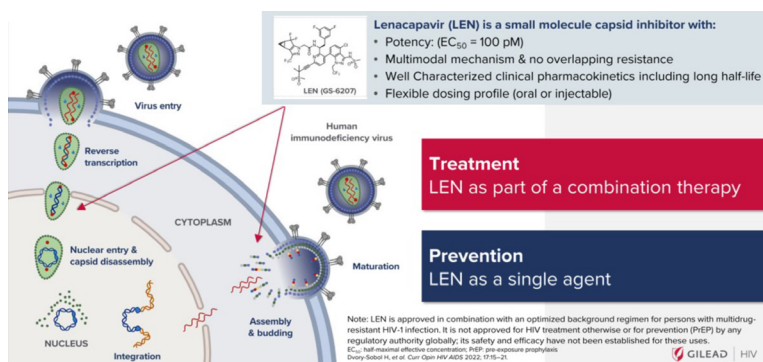 Lenacapavir (LEN) is a small molecule capsid inhibitor with:
• Potency: (EC50 = 100 pM)
• Multimodal mechanism & no overlapping resistance
• Well Characterized clinical pharmacokinetics including long half-life
• Flexible dosing profile (oral or injectable)
LEN (GS-6207)
Virus entry
Reverse
transcription
Human
immunodeficiency virus
CYTOPLASM
Nuclear entry &
capsid disassembly
NUCLEUS
Integration
Assembly
& budding
Maturation
Treatment
LEN as part of a combination therapy
Prevention
LEN as a single agent
Note: LEN is approved in combination with an optimized background regimen for persons with multidrug-
resistant HIV-1 infection. It is not approved for HIV treatment otherwise or for prevention (PrEP) by any
regulatory authority globally; its safety and efficacy have not been established for these uses.
EC50: half-maximal effective concentration; PrEP: pre-exposure prophylaxis
Dvory-Sobol H, et al. Curr Opin HIV AIDS 2022; 17:15–21.
GILEAD | HIV